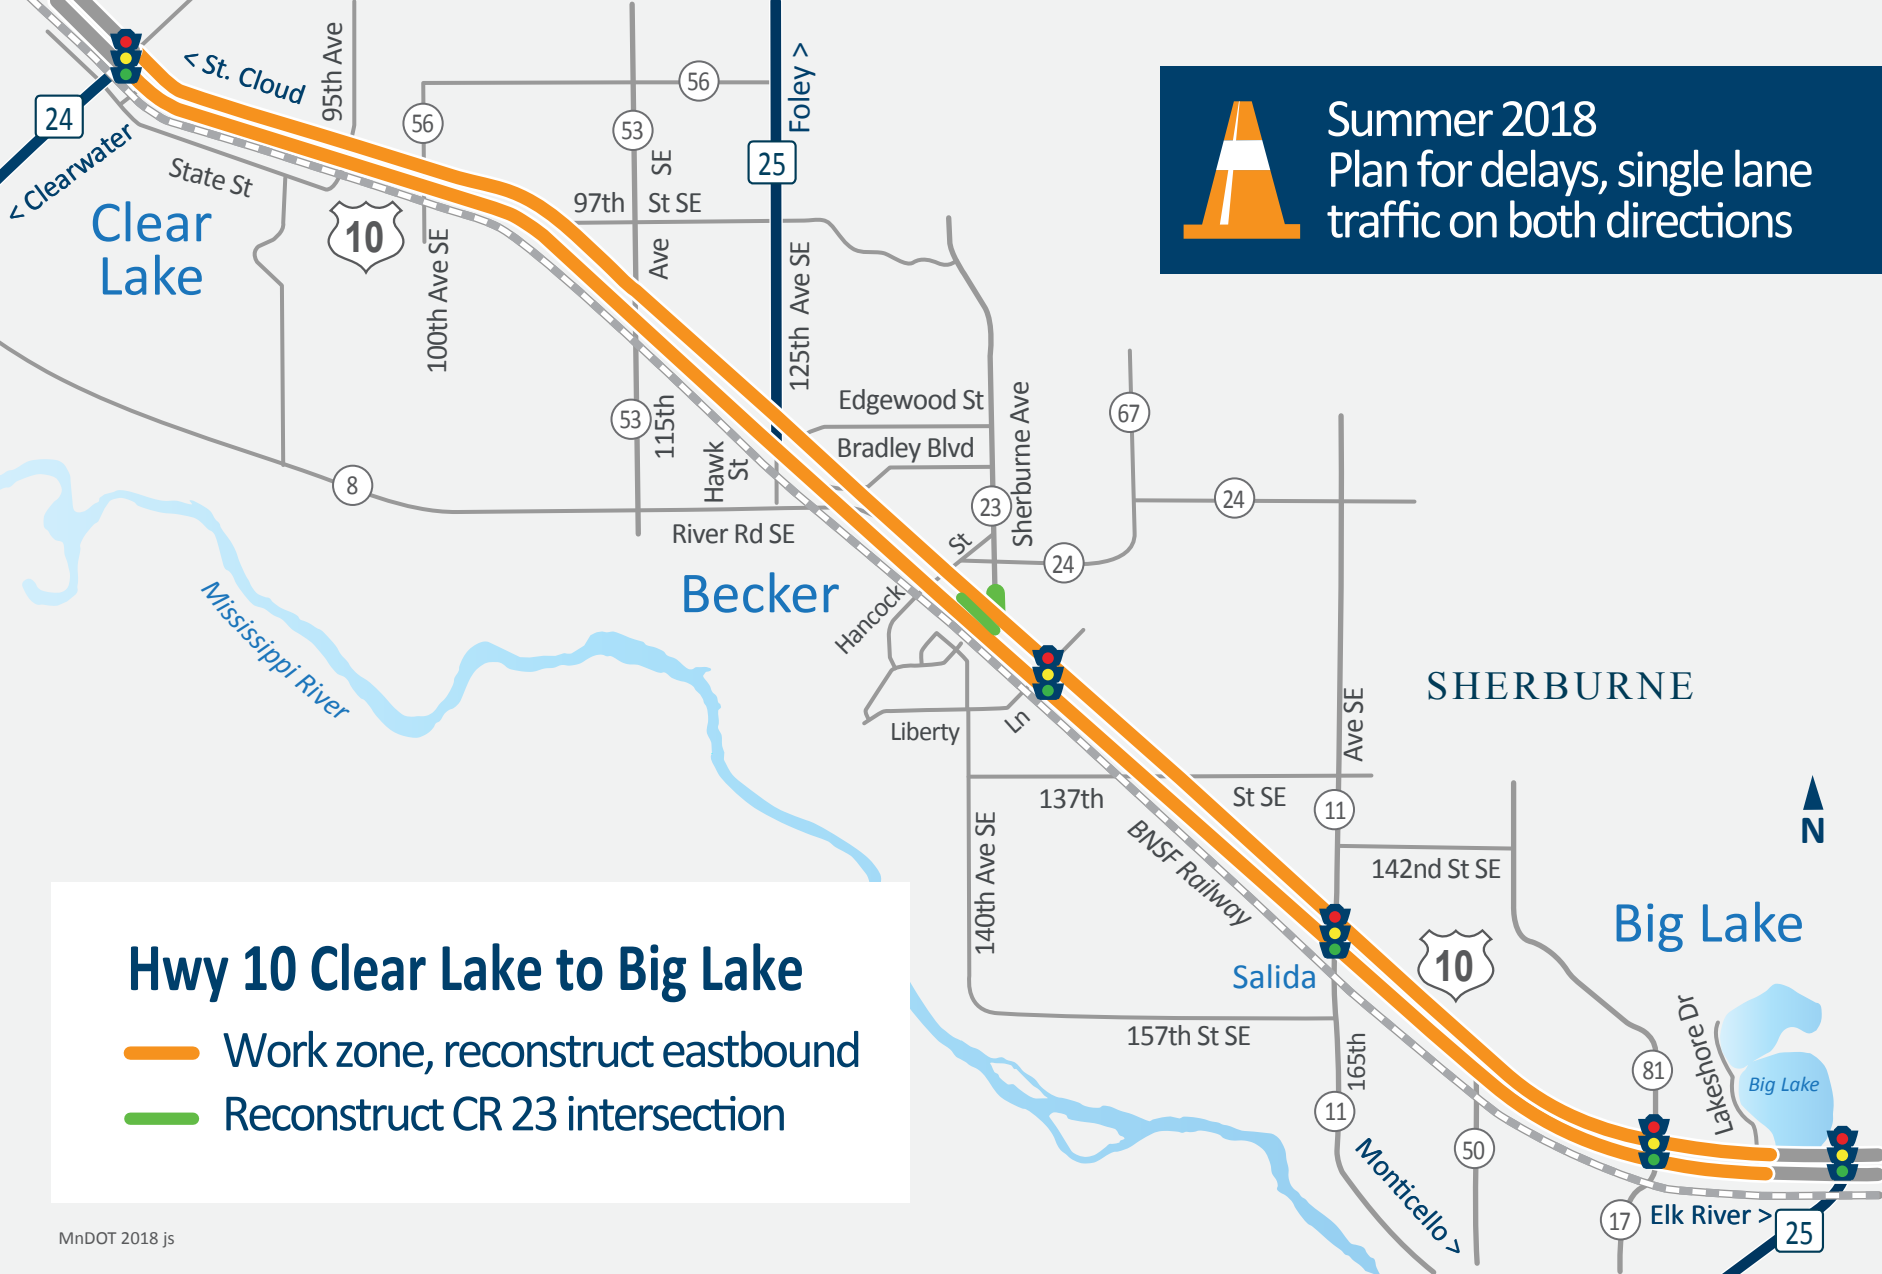 < St. Cloud
95th Ave
24
< Clearwater
State St
Clear
Lake
10
56
56
53
SE
Foley >
25
97th St SE
Ave
100th Ave SE
125th Ave SE
53
115th
Summer 2018
Plan for delays, single lane
traffic on both directions
Edgewood St
Bradley Blvd
Sherburne Ave
67
8
Hawk
St
23
24
River Rd SE
St
24
Becker
Hancock
Mississippi River
Liberty
Ln
SHERBURNE
Ave SE
137th
St SE
11
BNSF Railway
140th Ave SE
142nd St SE
N
Big Lake
10
Salida
157th St SE
165th
Lakeshore Dr
81
Big Lake
11
50
Monticello >
17
Elk River >
25
Hwy 10 Clear Lake to Big Lake
Work zone, reconstruct eastbound
Reconstruct CR 23 intersection
MnDOT 2018 js